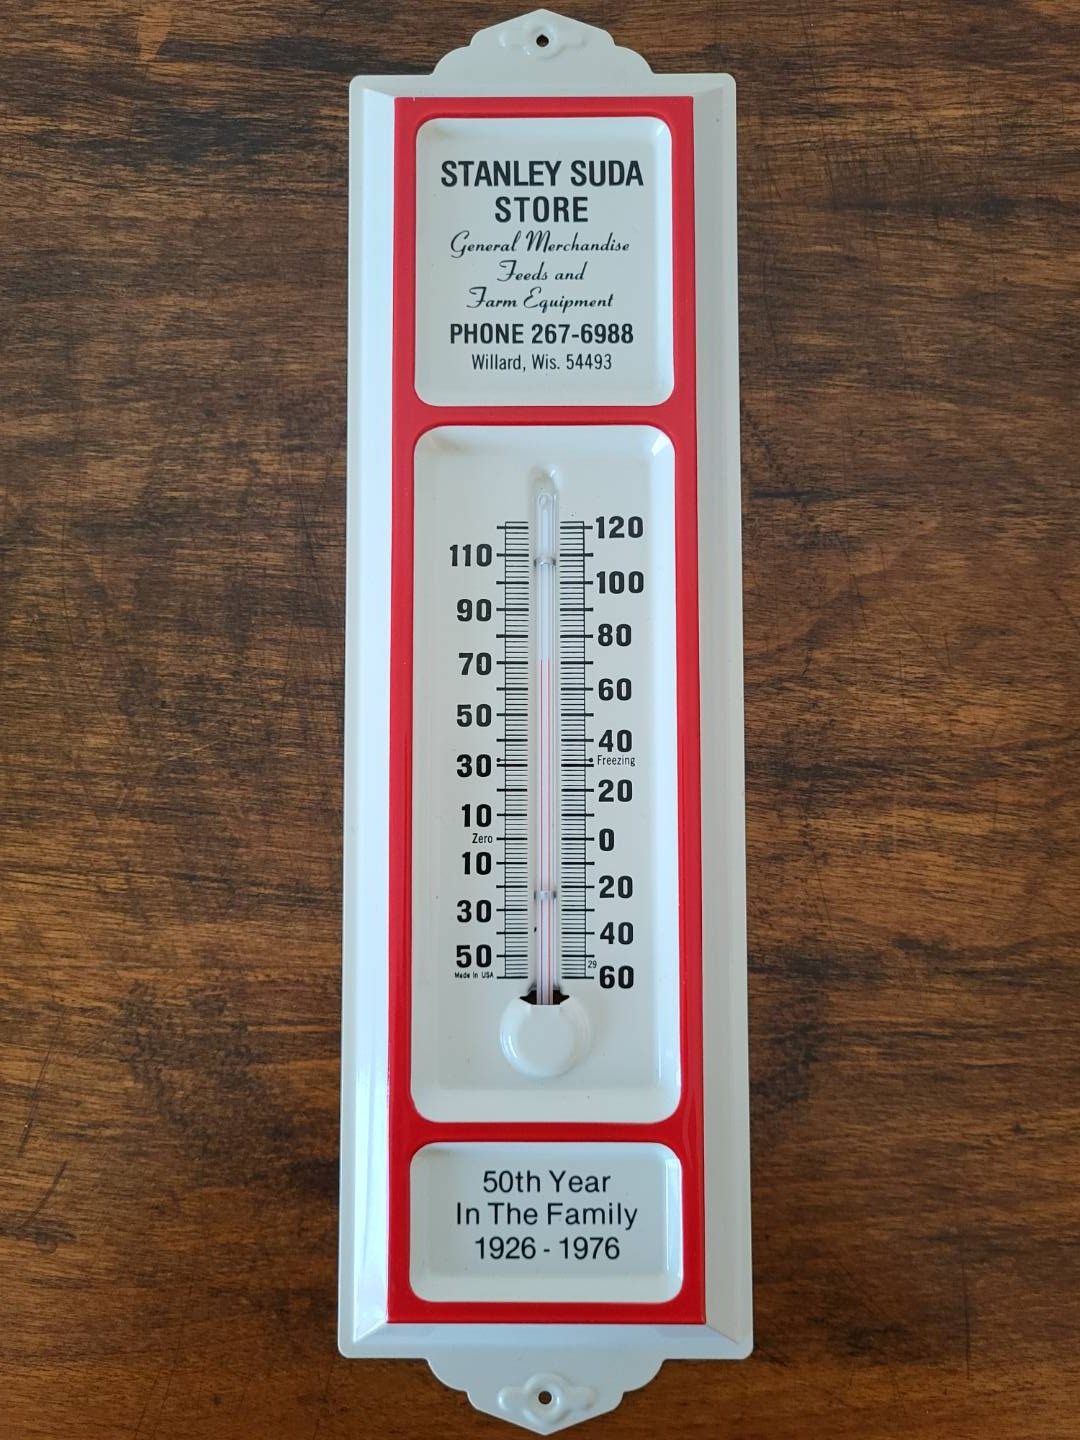 STANLEY SUDA
STORE
General Merchandise
Feeds and
Farm Equipment
PHONE 267-6988
Willard, Wis. 54493
120
110
100
90
80
70
60
50
40
Freezing
30
20
10
Zero 0
10
20
30
40
50
29
Made in USA 60
50th Year
In The Family
1926 - 1976